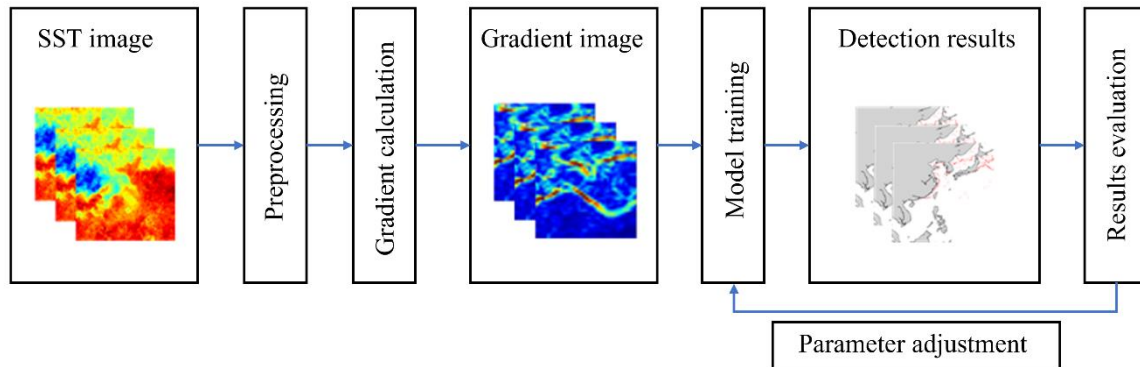 SST image
Preprocessing
Gradient calculation
Gradient image
Model training
Detection results
Results evaluation
Parameter adjustment